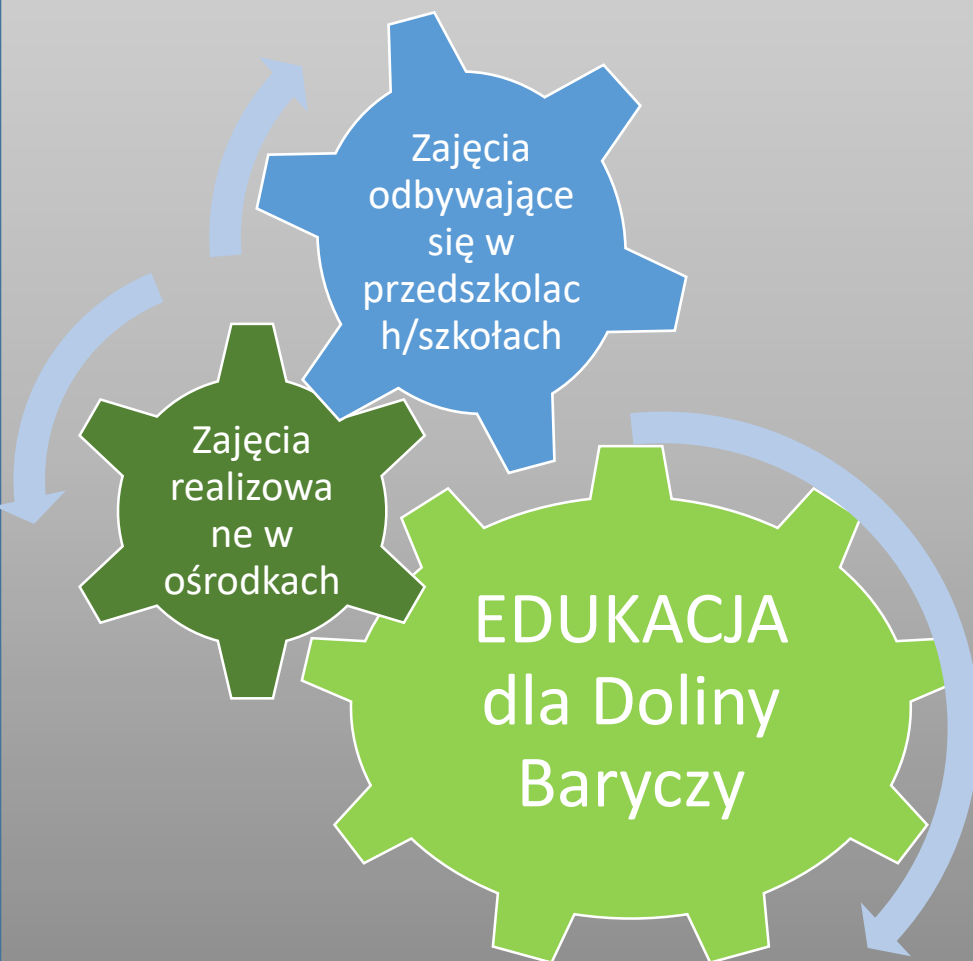 Zajęcia
odbywające
się w
przedszkolac
h/szkołach
Zajęcia
realizowa
ne w
ośrodkach
EDUKACJA
dla Doliny
Baryczy